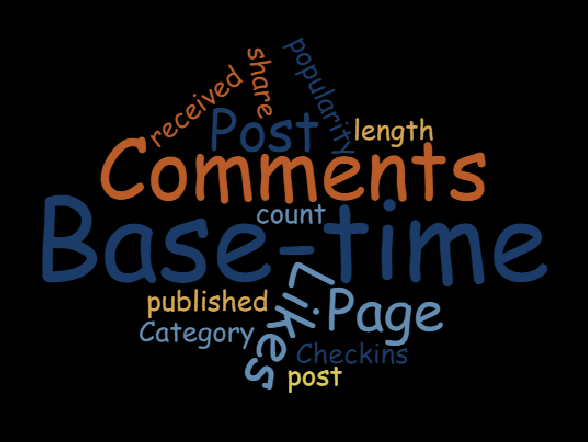 popularity
share
received
Post
length
Comments
count
Base-time
Likes
published
Page
Category
Checkins
post